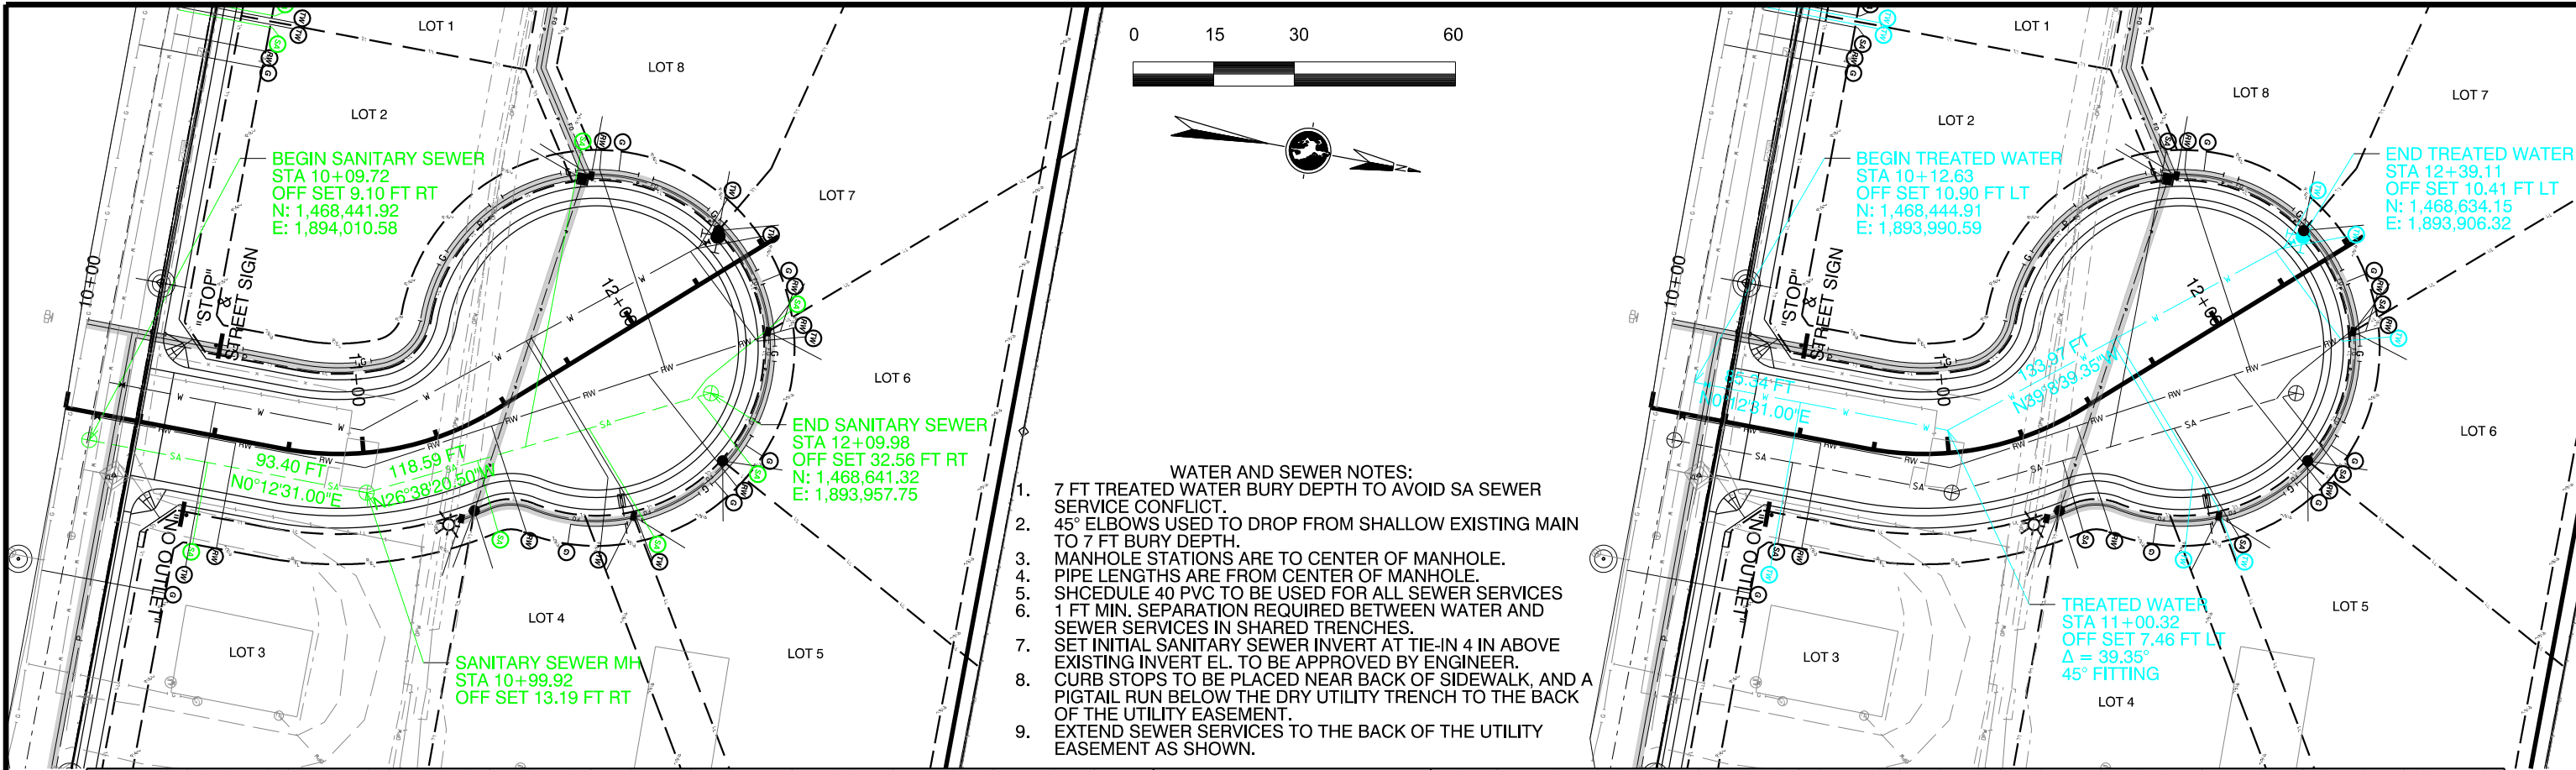 LOT 1
LOT 8
LOT 2
LOT 7
BEGIN SANITARY SEWER
STA 10+09.72
OFF SET 9.10 FT RT
N: 1,468,441.92
E: 1,894,010.58
10+00
"STOP"
&
STREET SIGN
11+00
12+00
93.40 FT
N0°12'31.00"E
118.59 FT
N26°38'20.50"W
LOT 6
END SANITARY SEWER
STA 12+09.98
OFF SET 32.56 FT RT
N: 1,468,641.32
E: 1,893,957.75
"NO OUTLET"
LOT 3
LOT 4
LOT 5
SANITARY SEWER MH
STA 10+99.92
OFF SET 13.19 FT RT
0 15 30 60
WATER AND SEWER NOTES:
1. 7 FT TREATED WATER BURY DEPTH TO AVOID SA SEWER
SERVICE CONFLICT.
2. 45° ELBOWS USED TO DROP FROM SHALLOW EXISTING MAIN
TO 7 FT BURY DEPTH.
3. MANHOLE STATIONS ARE TO CENTER OF MANHOLE.
4. PIPE LENGTHS ARE FROM CENTER OF MANHOLE.
5. SHCEDULE 40 PVC TO BE USED FOR ALL SEWER SERVICES
6. 1 FT MIN. SEPARATION REQUIRED BETWEEN WATER AND
SEWER SERVICES IN SHARED TRENCHES.
7. SET INITIAL SANITARY SEWER INVERT AT TIE-IN 4 IN ABOVE
EXISTING INVERT EL. TO BE APPROVED BY ENGINEER.
8. CURB STOPS TO BE PLACED NEAR BACK OF SIDEWALK, AND A
PIGTAIL RUN BELOW THE DRY UTILITY TRENCH TO THE BACK
OF THE UTILITY EASEMENT.
9. EXTEND SEWER SERVICES TO THE BACK OF THE UTILITY
EASEMENT AS SHOWN.
LOT 1
LOT 8
LOT 7
LOT 2
BEGIN TREATED WATER
STA 10+12.63
OFF SET 10.90 FT LT
N: 1,468,444.91
E: 1,893,990.59
END TREATED WATER
STA 12+39.11
OFF SET 10.41 FT LT
N: 1,468,634.15
E: 1,893,906.32
10+00
"STOP"
&
STREET SIGN
11+00
12+00
85.34 FT
N0°12'31.00"E
133.97 FT
N39°8'39.35"W
LOT 6
"NO OUTLET"
LOT 3
LOT 4
LOT 5
TREATED WATER
STA 11+00.32
OFF SET 7.46 FT LT
Δ = 39.35°
45° FITTING